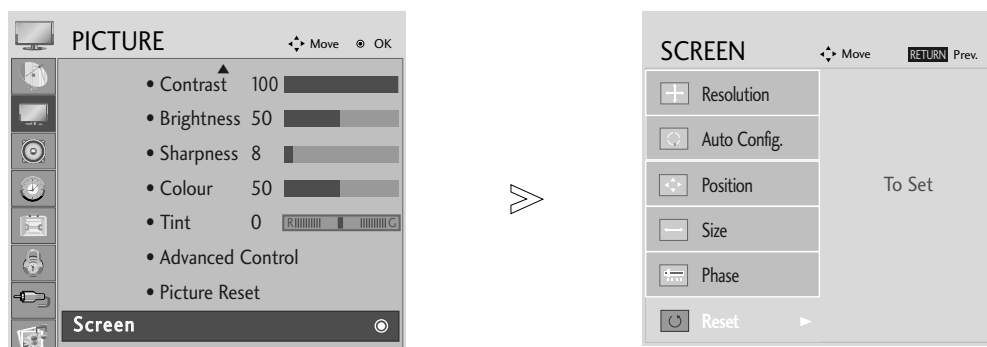 PICTURE
Move
OK
• Contrast 100
• Brightness 50
• Sharpness 8
• Colour 50
• Tint 0 R G
• Advanced Control
• Picture Reset
Screen
SCREEN
Move
RETURN Prev.
Resolution
Auto Config.
Position
To Set
Size
Phase
Reset